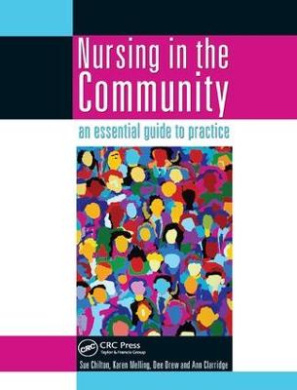 Nursing in the
Community
an essential guide to practice
CRC Press
Taylor & Francis Group
Sue Chilton, Karen Melling, Dee Drew and Ann Clarridge